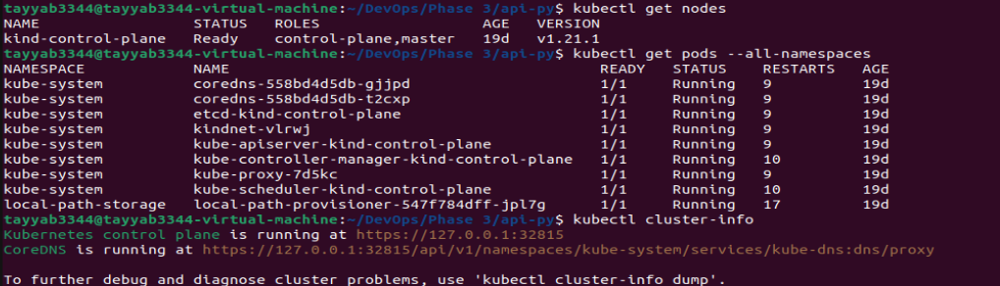 tayyab3344@tayyab3344-virtual-machine:~/DevOps/Phase 3/api-py$ kubectl get nodes
NAME STATUS ROLES AGE VERSION
kind-control-plane Ready control-plane,master 19d v1.21.1
tayyab3344@tayyab3344-virtual-machine:~/DevOps/Phase 3/api-py$ kubectl get pods --all-namespaces
NAMESPACE NAME READY STATUS RESTARTS AGE
kube-system coredns-558bd4d5db-gjjpd 1/1 Running 9 19d
kube-system coredns-558bd4d5db-t2cxp 1/1 Running 9 19d
kube-system etcd-kind-control-plane 1/1 Running 9 19d
kube-system kindnet-vlrwj 1/1 Running 9 19d
kube-system kube-apiserver-kind-control-plane 1/1 Running 9 19d
kube-system kube-controller-manager-kind-control-plane 1/1 Running 10 19d
kube-system kube-proxy-7d5kc 1/1 Running 9 19d
kube-system kube-scheduler-kind-control-plane 1/1 Running 10 19d
local-path-storage local-path-provisioner-547f784dff-jpl7g 1/1 Running 17 19d
tayyab3344@tayyab3344-virtual-machine:~/DevOps/Phase 3/api-py$ kubectl cluster-info
Kubernetes control plane is running at https://127.0.0.1:32815
CoreDNS is running at https://127.0.0.1:32815/api/v1/namespaces/kube-system/services/kube-dns:dns/proxy
To further debug and diagnose cluster problems, use 'kubectl cluster-info dump'.